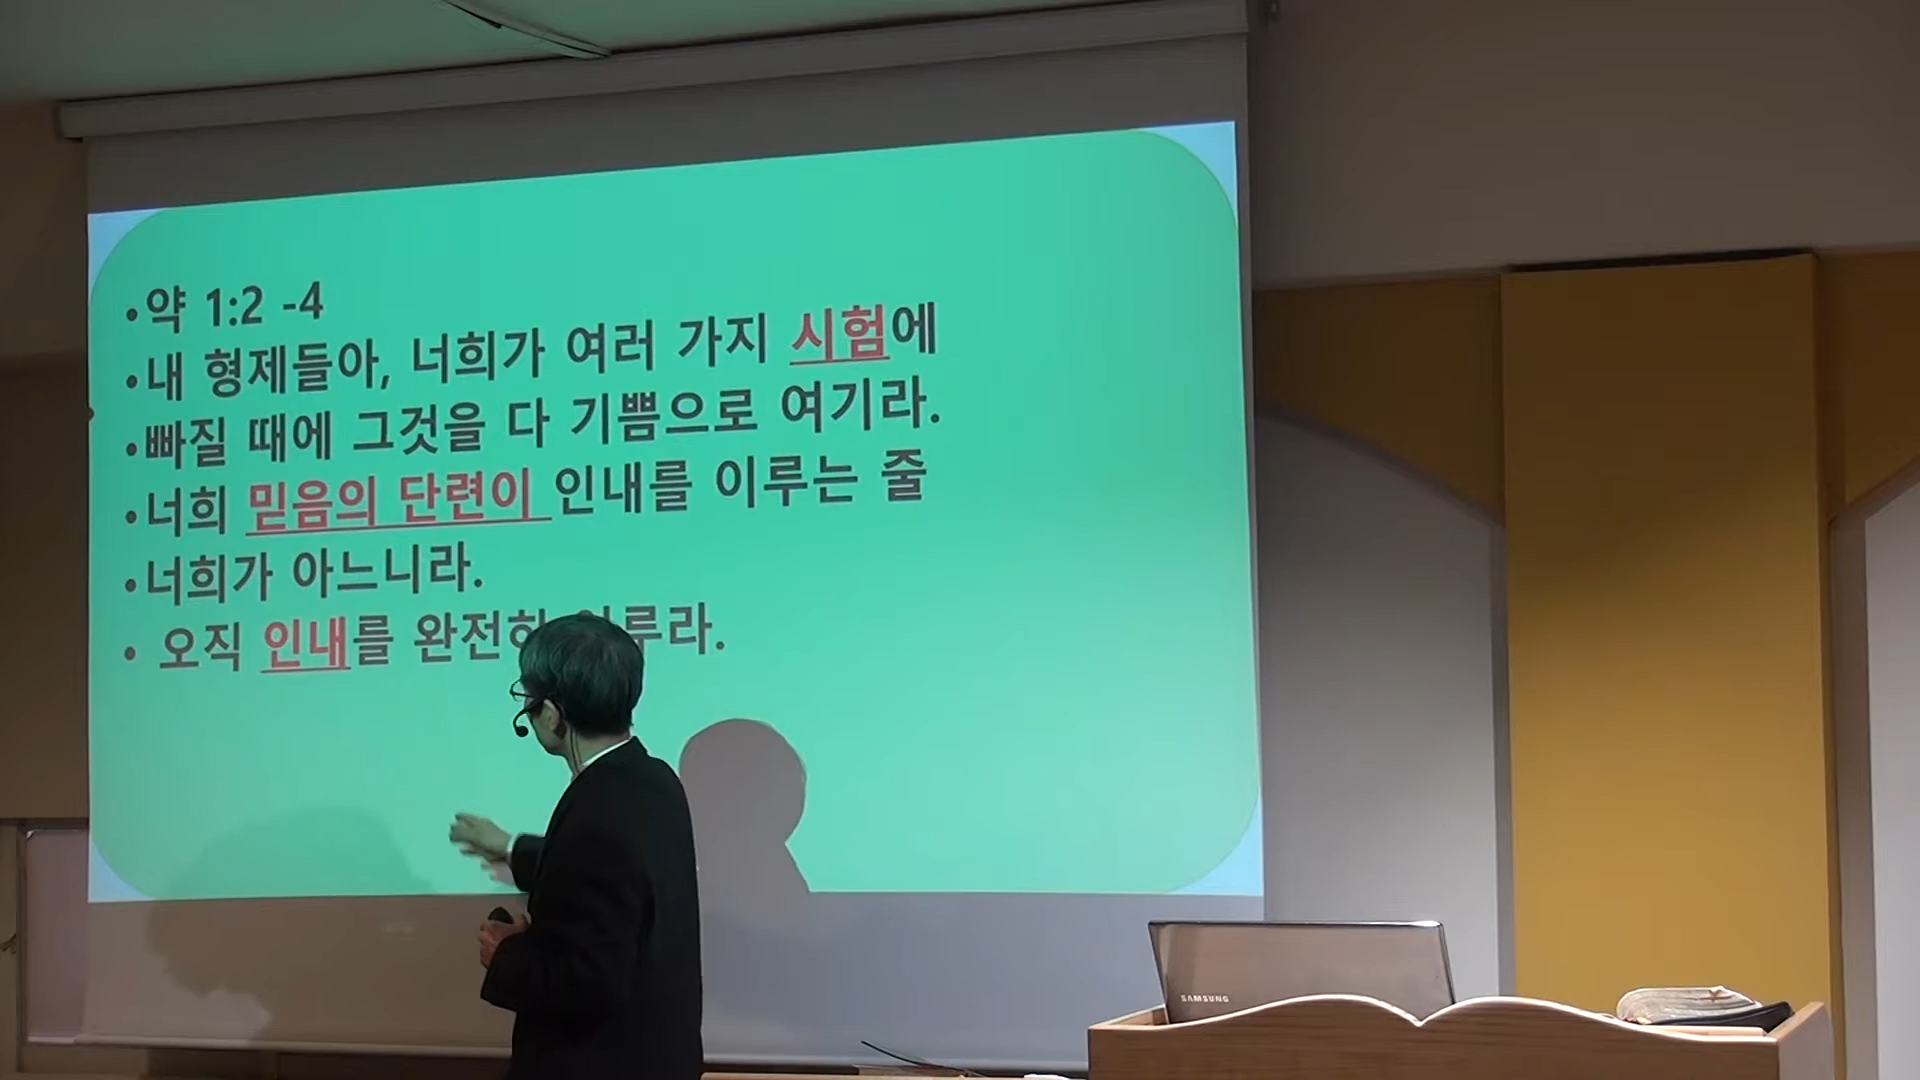 •약 1:2 -4
•내 형제들아, 너희가 여러 가지 시험에
•빠질 때에 그것을 다 기쁨으로 여기라.
•너희 믿음의 단련이 인내를 이루는 줄
•너희가 아느니라.
• 오직 인내를 루라.
SAMSUNG